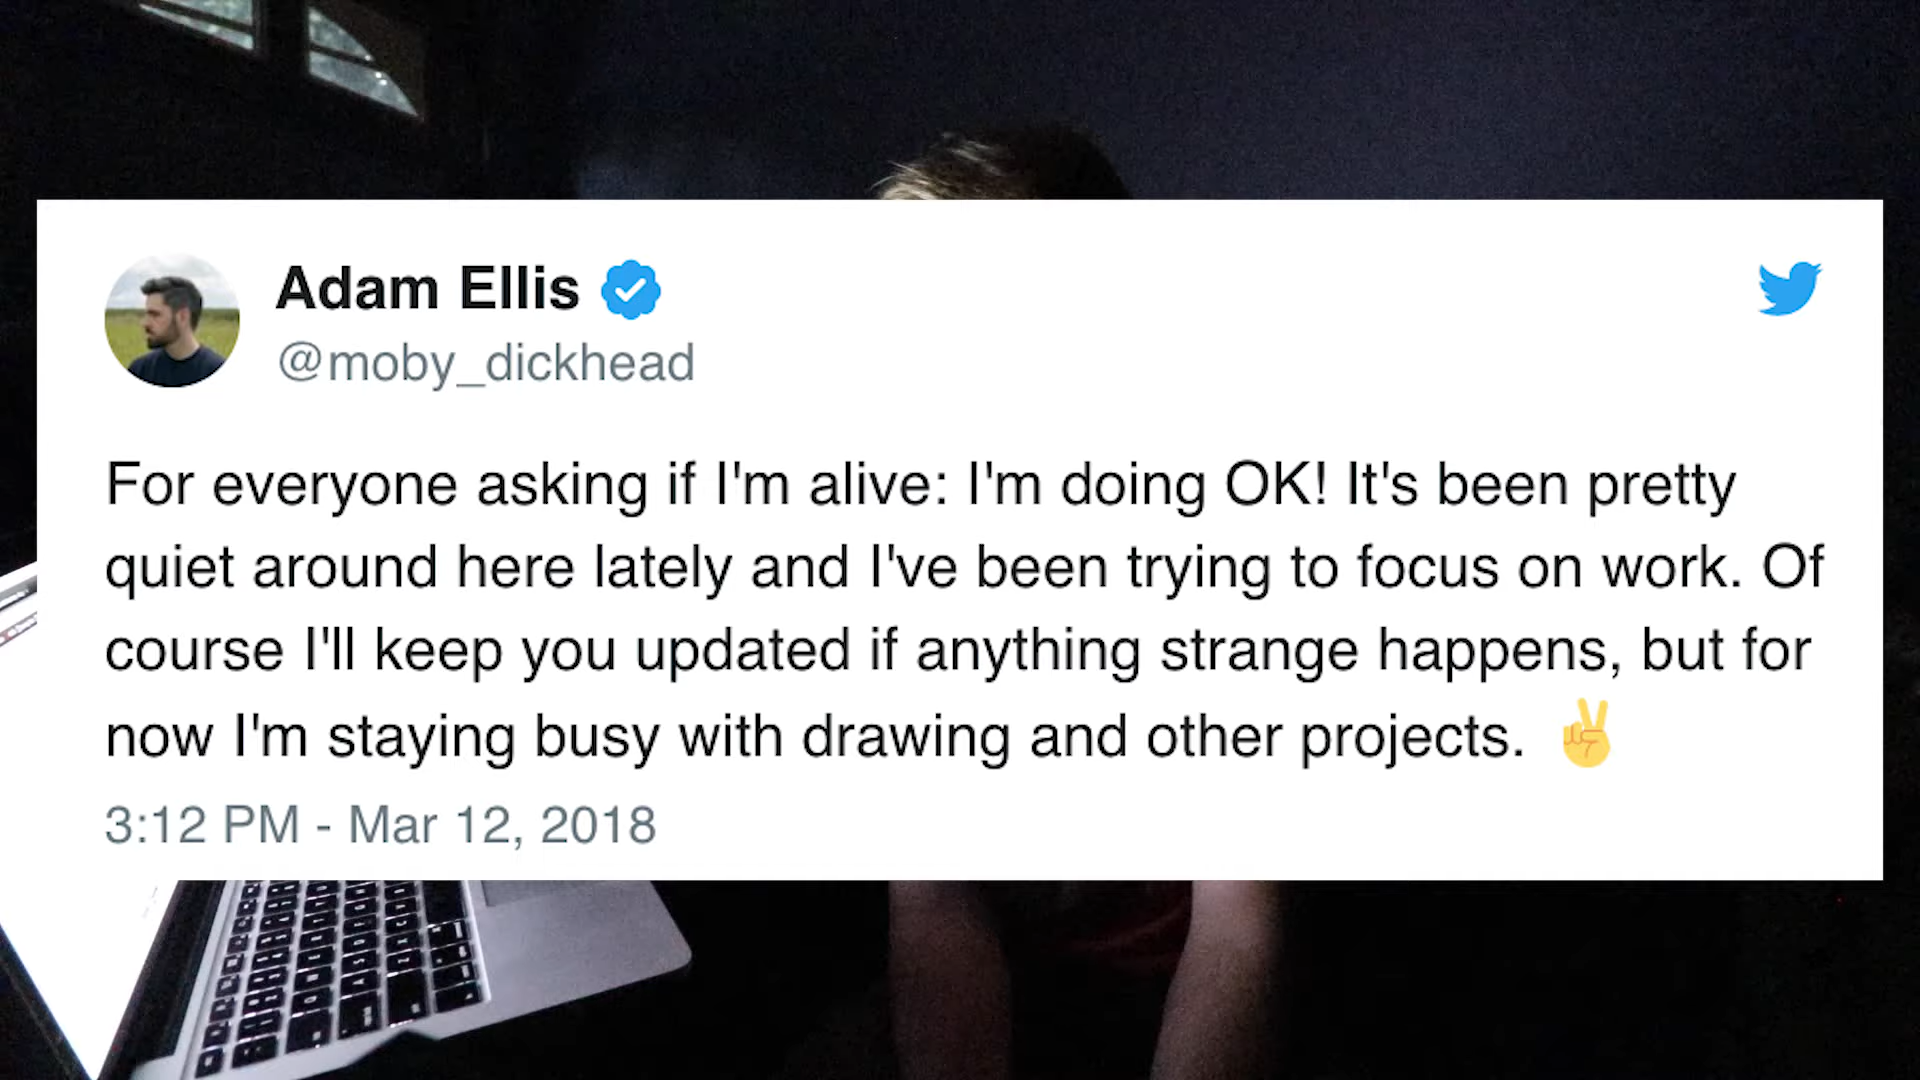 Adam Ellis
@moby_dickhead
For everyone asking if I'm alive: I'm doing OK! It's been pretty
quiet around here lately and I've been trying to focus on work. Of
course I'll keep you updated if anything strange happens, but for
now I'm staying busy with drawing and other projects. ✌️
3:12 PM - Mar 12, 2018